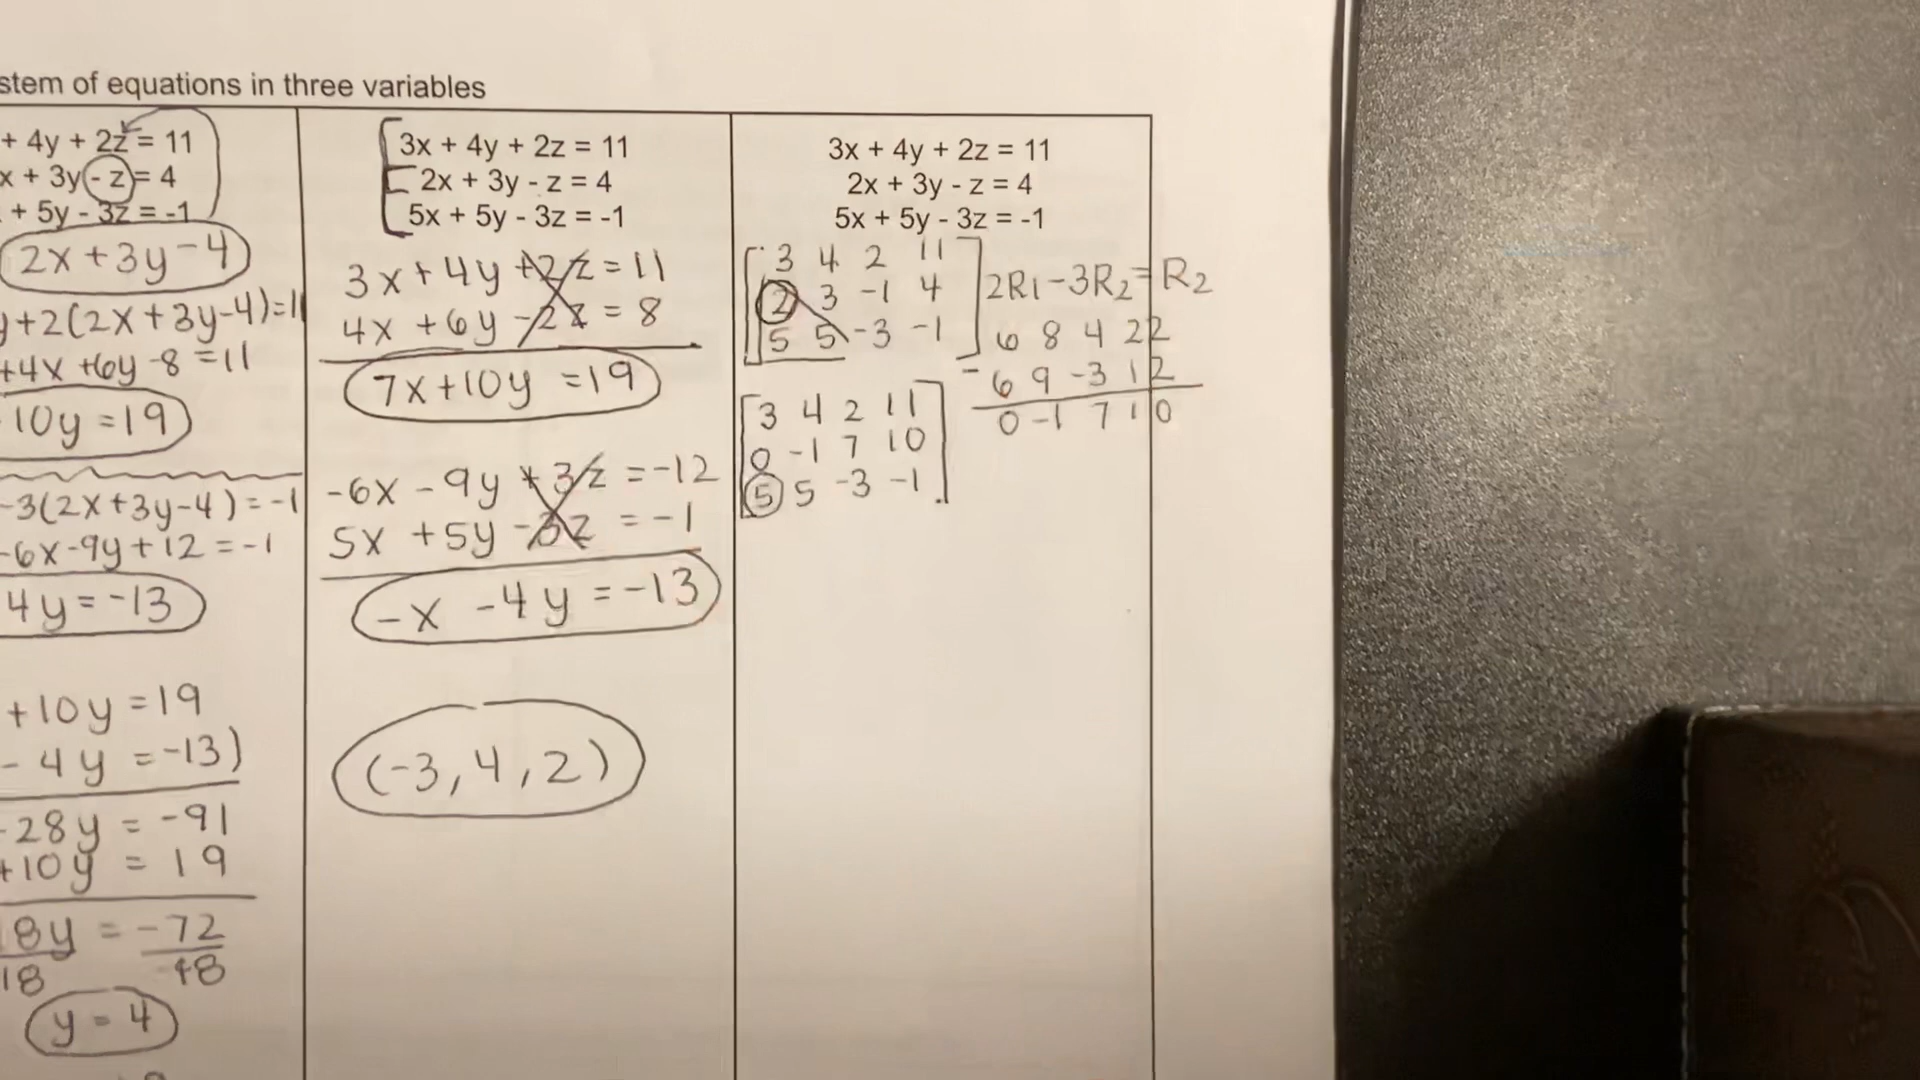 stem of equations in three variables
+ 4y + 2z = 11
x + 3y - z = 4
+ 5y - 3z = -1
2x+3y-4
y+2(2x+3y-4)=11
+4x +6y -8 =11
10y =19
-3(2x+3y-4)=-1
-6x-9y+12 = -1
4y=-13
+10y =19
- 4y = -13)
-28y = -91
+10y = 19
18y = -72
18 -18
y = 4
3x + 4y + 2z = 11
2x + 3y - z = 4
5x + 5y - 3z = -1
3x+4y +2z = 11
4x +6y -2z = 8
7x+10y =19
-6x -9y +3z = -12
5x +5y -3z = -1
-x -4y = -13
(-3, 4, 2)
3x + 4y + 2z = 11
2x + 3y - z = 4
5x + 5y - 3z = -1
3 4 2 11
2 3 -1 4
5 5 -3 -1
2R1-3R2=R2
6 8 4 22
- 6 9 -3 12
0 -1 7 10
3 4 2 11
0 -1 7 10
5 5 -3 -1